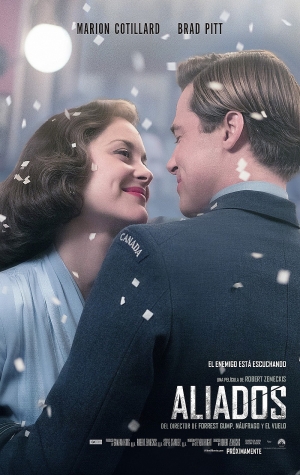 MARION COTILLARD BRAD PITT
CANADA
EL ENEMIGO ESTÁ ESCUCHANDO
UNA PELÍCULA DE ROBERT ZEMECKIS
ALIADOS
DEL DIRECTOR DE FORREST GUMP, NÁUFRAGO Y EL VUELO
PRÓXIMAMENTE